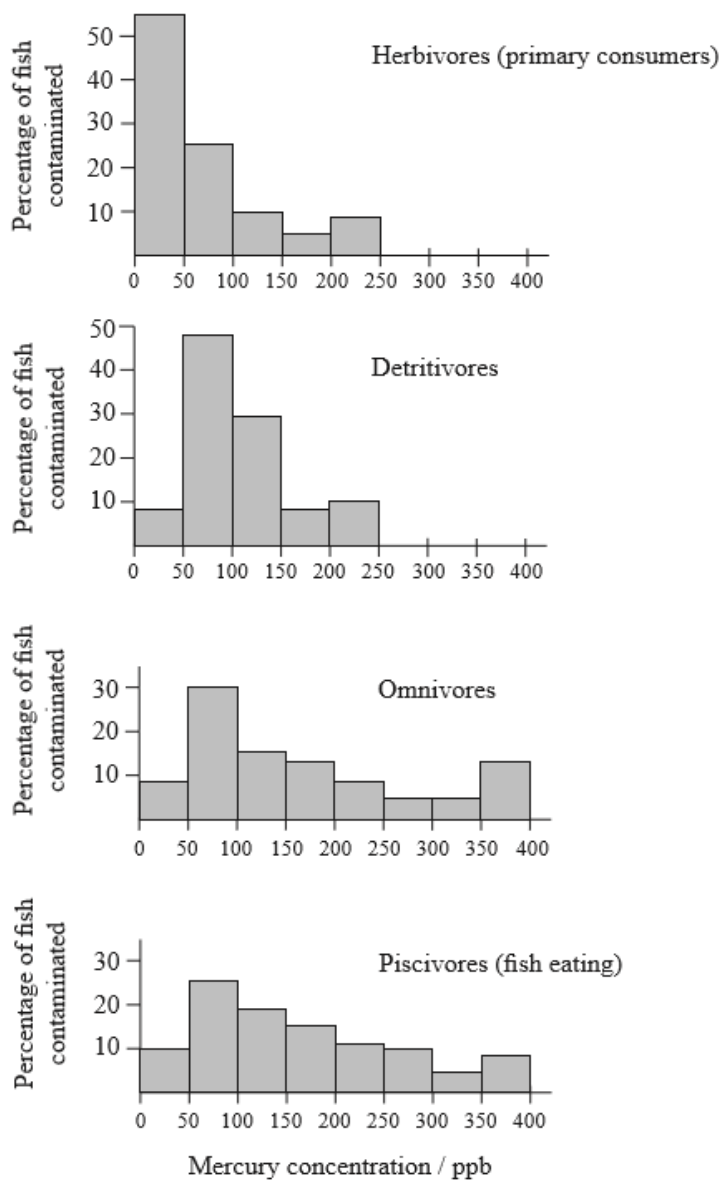 Percentage of fish
contaminated
50
40
30
20
10
Herbivores (primary consumers)
0 50 100 150 200 250 300 350 400
Percentage of fish
contaminated
50
40
30
20
10
Detritivores
0 50 100 150 200 250 300 350 400
Percentage of fish
contaminated
30
20
10
Omnivores
0 50 100 150 200 250 300 350 400
Percentage of fish
contaminated
30
20
10
Piscivores (fish eating)
0 50 100 150 200 250 300 350 400
Mercury concentration / ppb